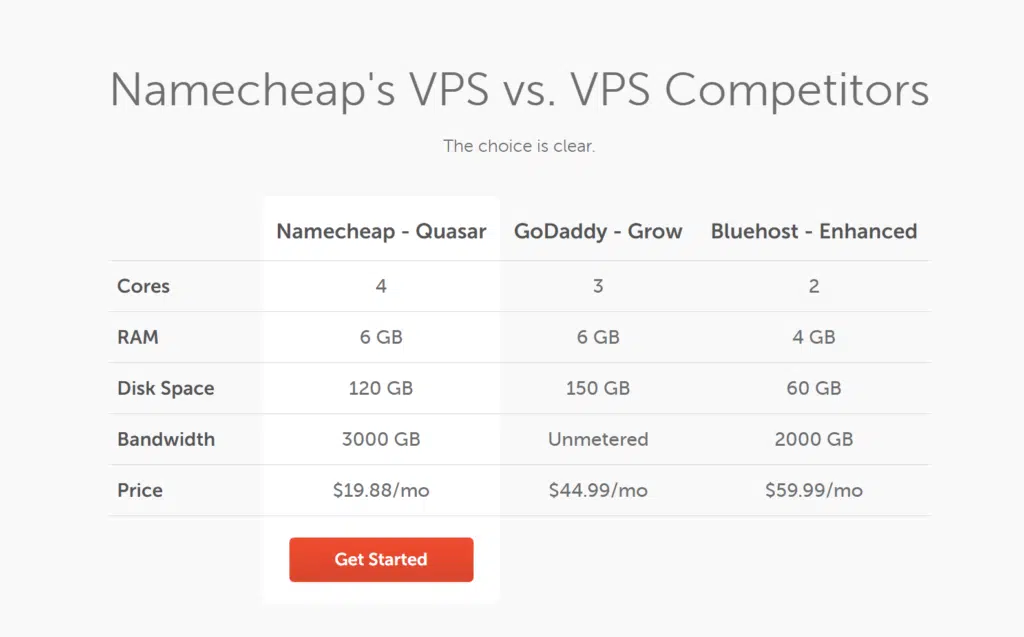 Namecheap's VPS vs. VPS Competitors
The choice is clear.
Namecheap - Quasar GoDaddy - Grow Bluehost - Enhanced
Cores 4 3 2
RAM 6 GB 6 GB 4 GB
Disk Space 120 GB 150 GB 60 GB
Bandwidth 3000 GB Unmetered 2000 GB
Price $19.88/mo $44.99/mo $59.99/mo
Get Started